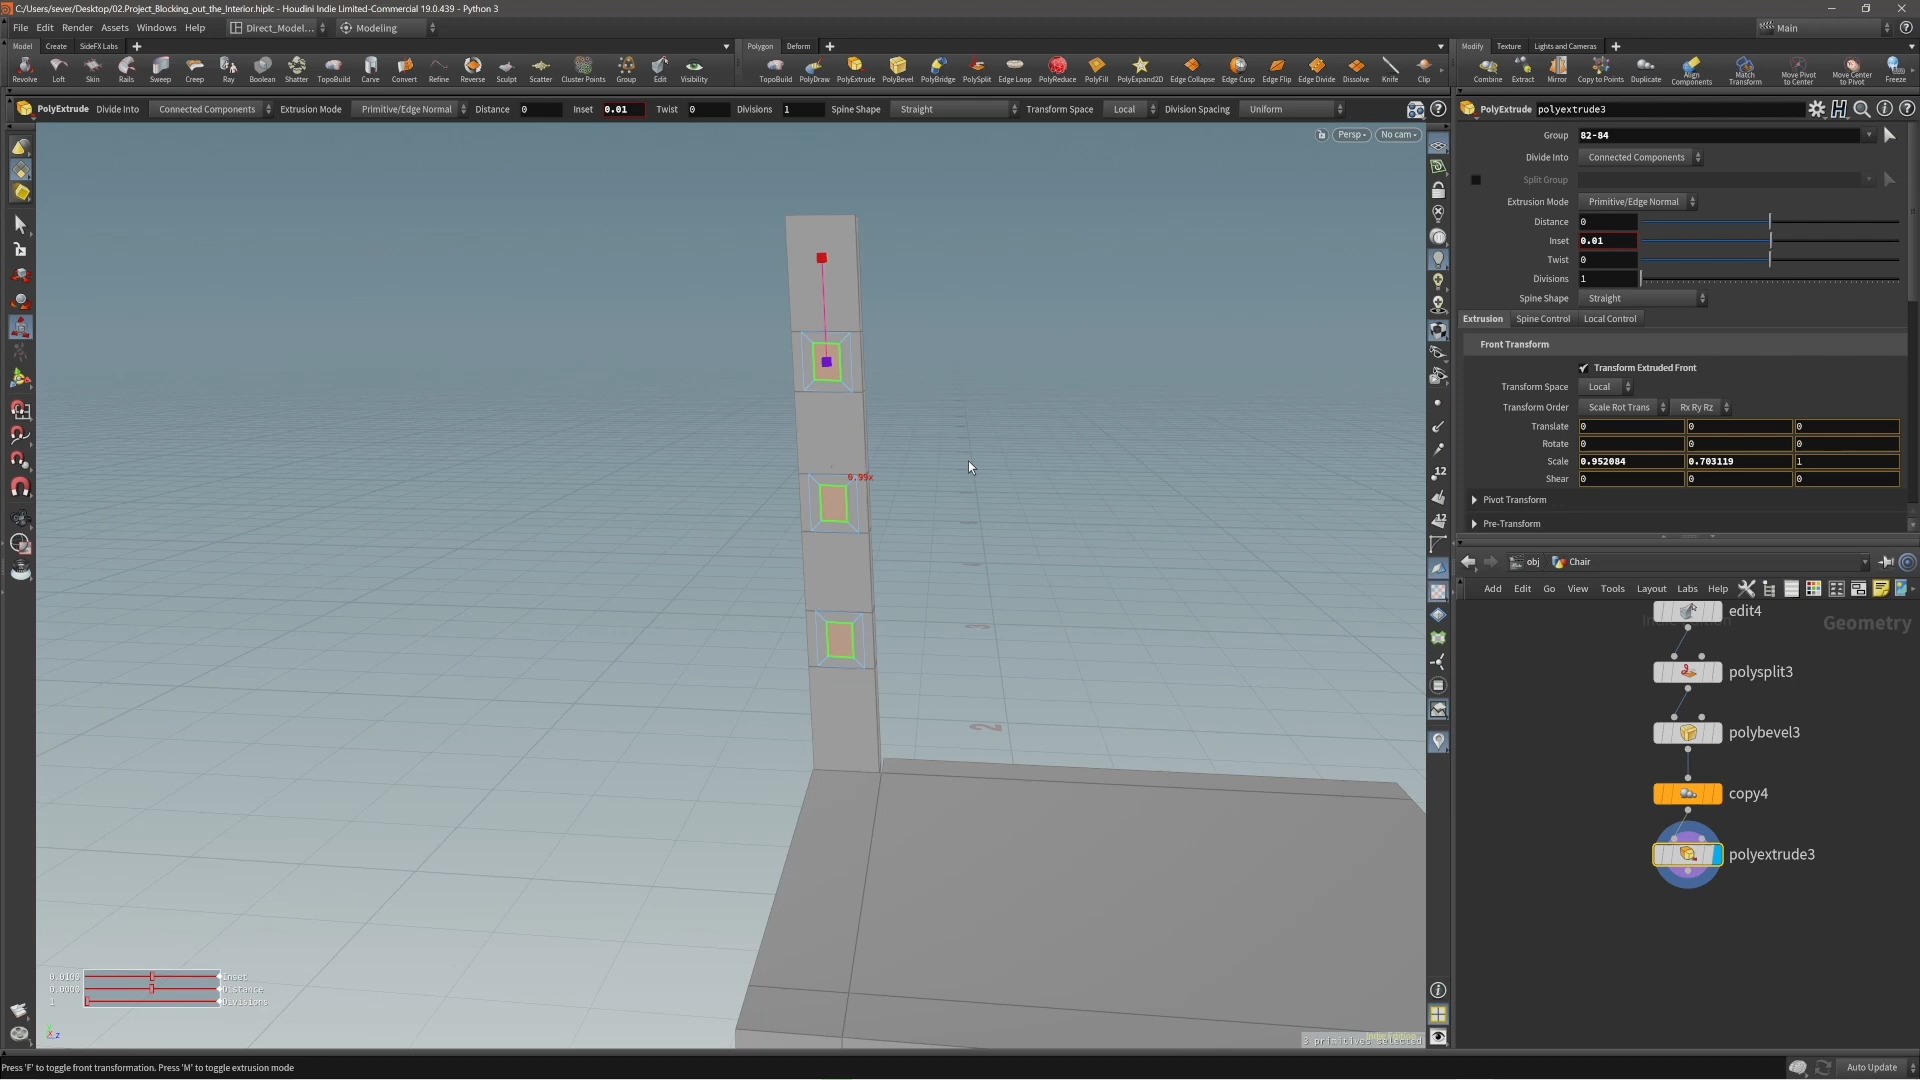 C:/Users/sever/Desktop/02.Project_Blocking_out_the_Interior.hiplc - Houdini Indie Limited-Commercial 19.0.439 - Python 3
File Edit Render Assets Windows Help Direct_Model... Modeling Main
Model Create SideFX Labs Polygon Deform Modify Texture Lights and Cameras
Revolve Loft Skin Rails Sweep Creep Ray Boolean Shatter TopoBuild Carve Convert Refine Reverse Sculpt Scatter Cluster Points Group Edit Visibility
TopoBuild PolyDraw PolyExtrude PolyBevel PolyBridge PolySplit Edge Loop PolyReduce PolyFill PolyExpand2D Edge Collapse Edge Cusp Edge Flip Edge Divide Dissolve Knife Clip
Combine Extract Mirror Copy to Points Duplicate Align Components Match Transform Move Pivot to Center Move Center to Pivot Freeze
PolyExtrude Divide Into Connected Components Extrusion Mode Primitive/Edge Normal Distance 0 Inset 0.01 Twist 0 Divisions 1 Spine Shape Straight Transform Space Local Division Spacing Uniform
PolyExtrude polyextrude3
Persp No cam
Group 82-84
Divide Into Connected Components
Split Group
Extrusion Mode Primitive/Edge Normal
Distance 0
Inset 0.01
Twist 0
Divisions 1
Spine Shape Straight
Extrusion Spine Control Local Control
Front Transform
Transform Extruded Front
Transform Space Local
Transform Order Scale Rot Trans Rx Ry Rz
Translate 0 0 0
Rotate 0 0 0
Scale 0.952084 0.703119 1
Shear 0 0 0
Pivot Transform
Pre-Transform
12
12
0.99x
2
obj Chair
Add Edit Go View Tools Layout Labs Help
edit4
Geometry
polysplit3
polybevel3
copy4
polyextrude3
0.0100 Inset
0.0000 Distance
1 Divisions
Indie Edition
3 primitives selected
Press 'F' to toggle front transformation. Press 'M' to toggle extrusion mode
Auto Update